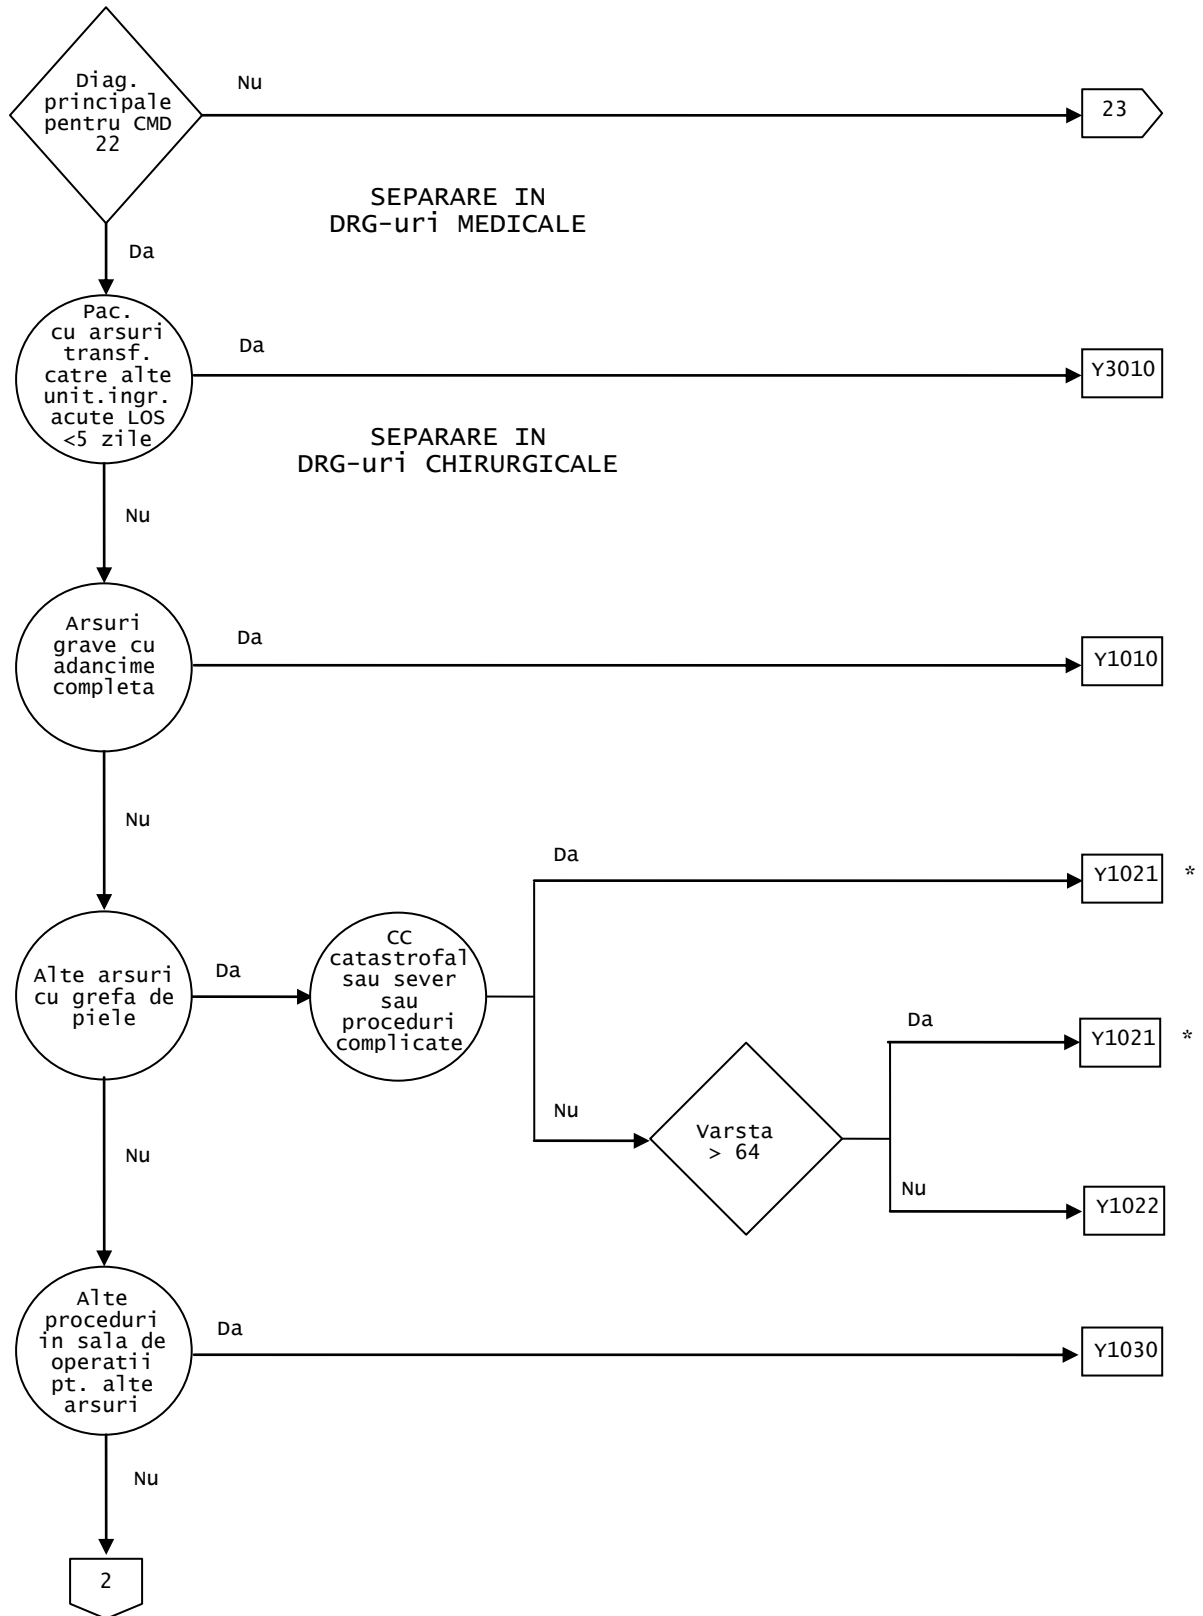 Diag.
principale
pentru CMD
22
Nu
23
SEPARARE IN
DRG-uri MEDICALE
Da
Pac.
cu arsuri
transf.
catre alte
unit.ingr.
acute LOS
<5 zile
Da
Y3010
SEPARARE IN
DRG-uri CHIRURGICALE
Nu
Arsuri
grave cu
adancime
completa
Da
Y1010
Nu
Da
Y1021 *
Alte arsuri
cu grefa de
piele
Da
CC
catastrofal
sau sever
sau
proceduri
complicate
Da
Y1021 *
Nu
Varsta
> 64
Nu
Y1022
Nu
Alte
proceduri
in sala de
operatii
pt. alte
arsuri
Da
Y1030
Nu
2